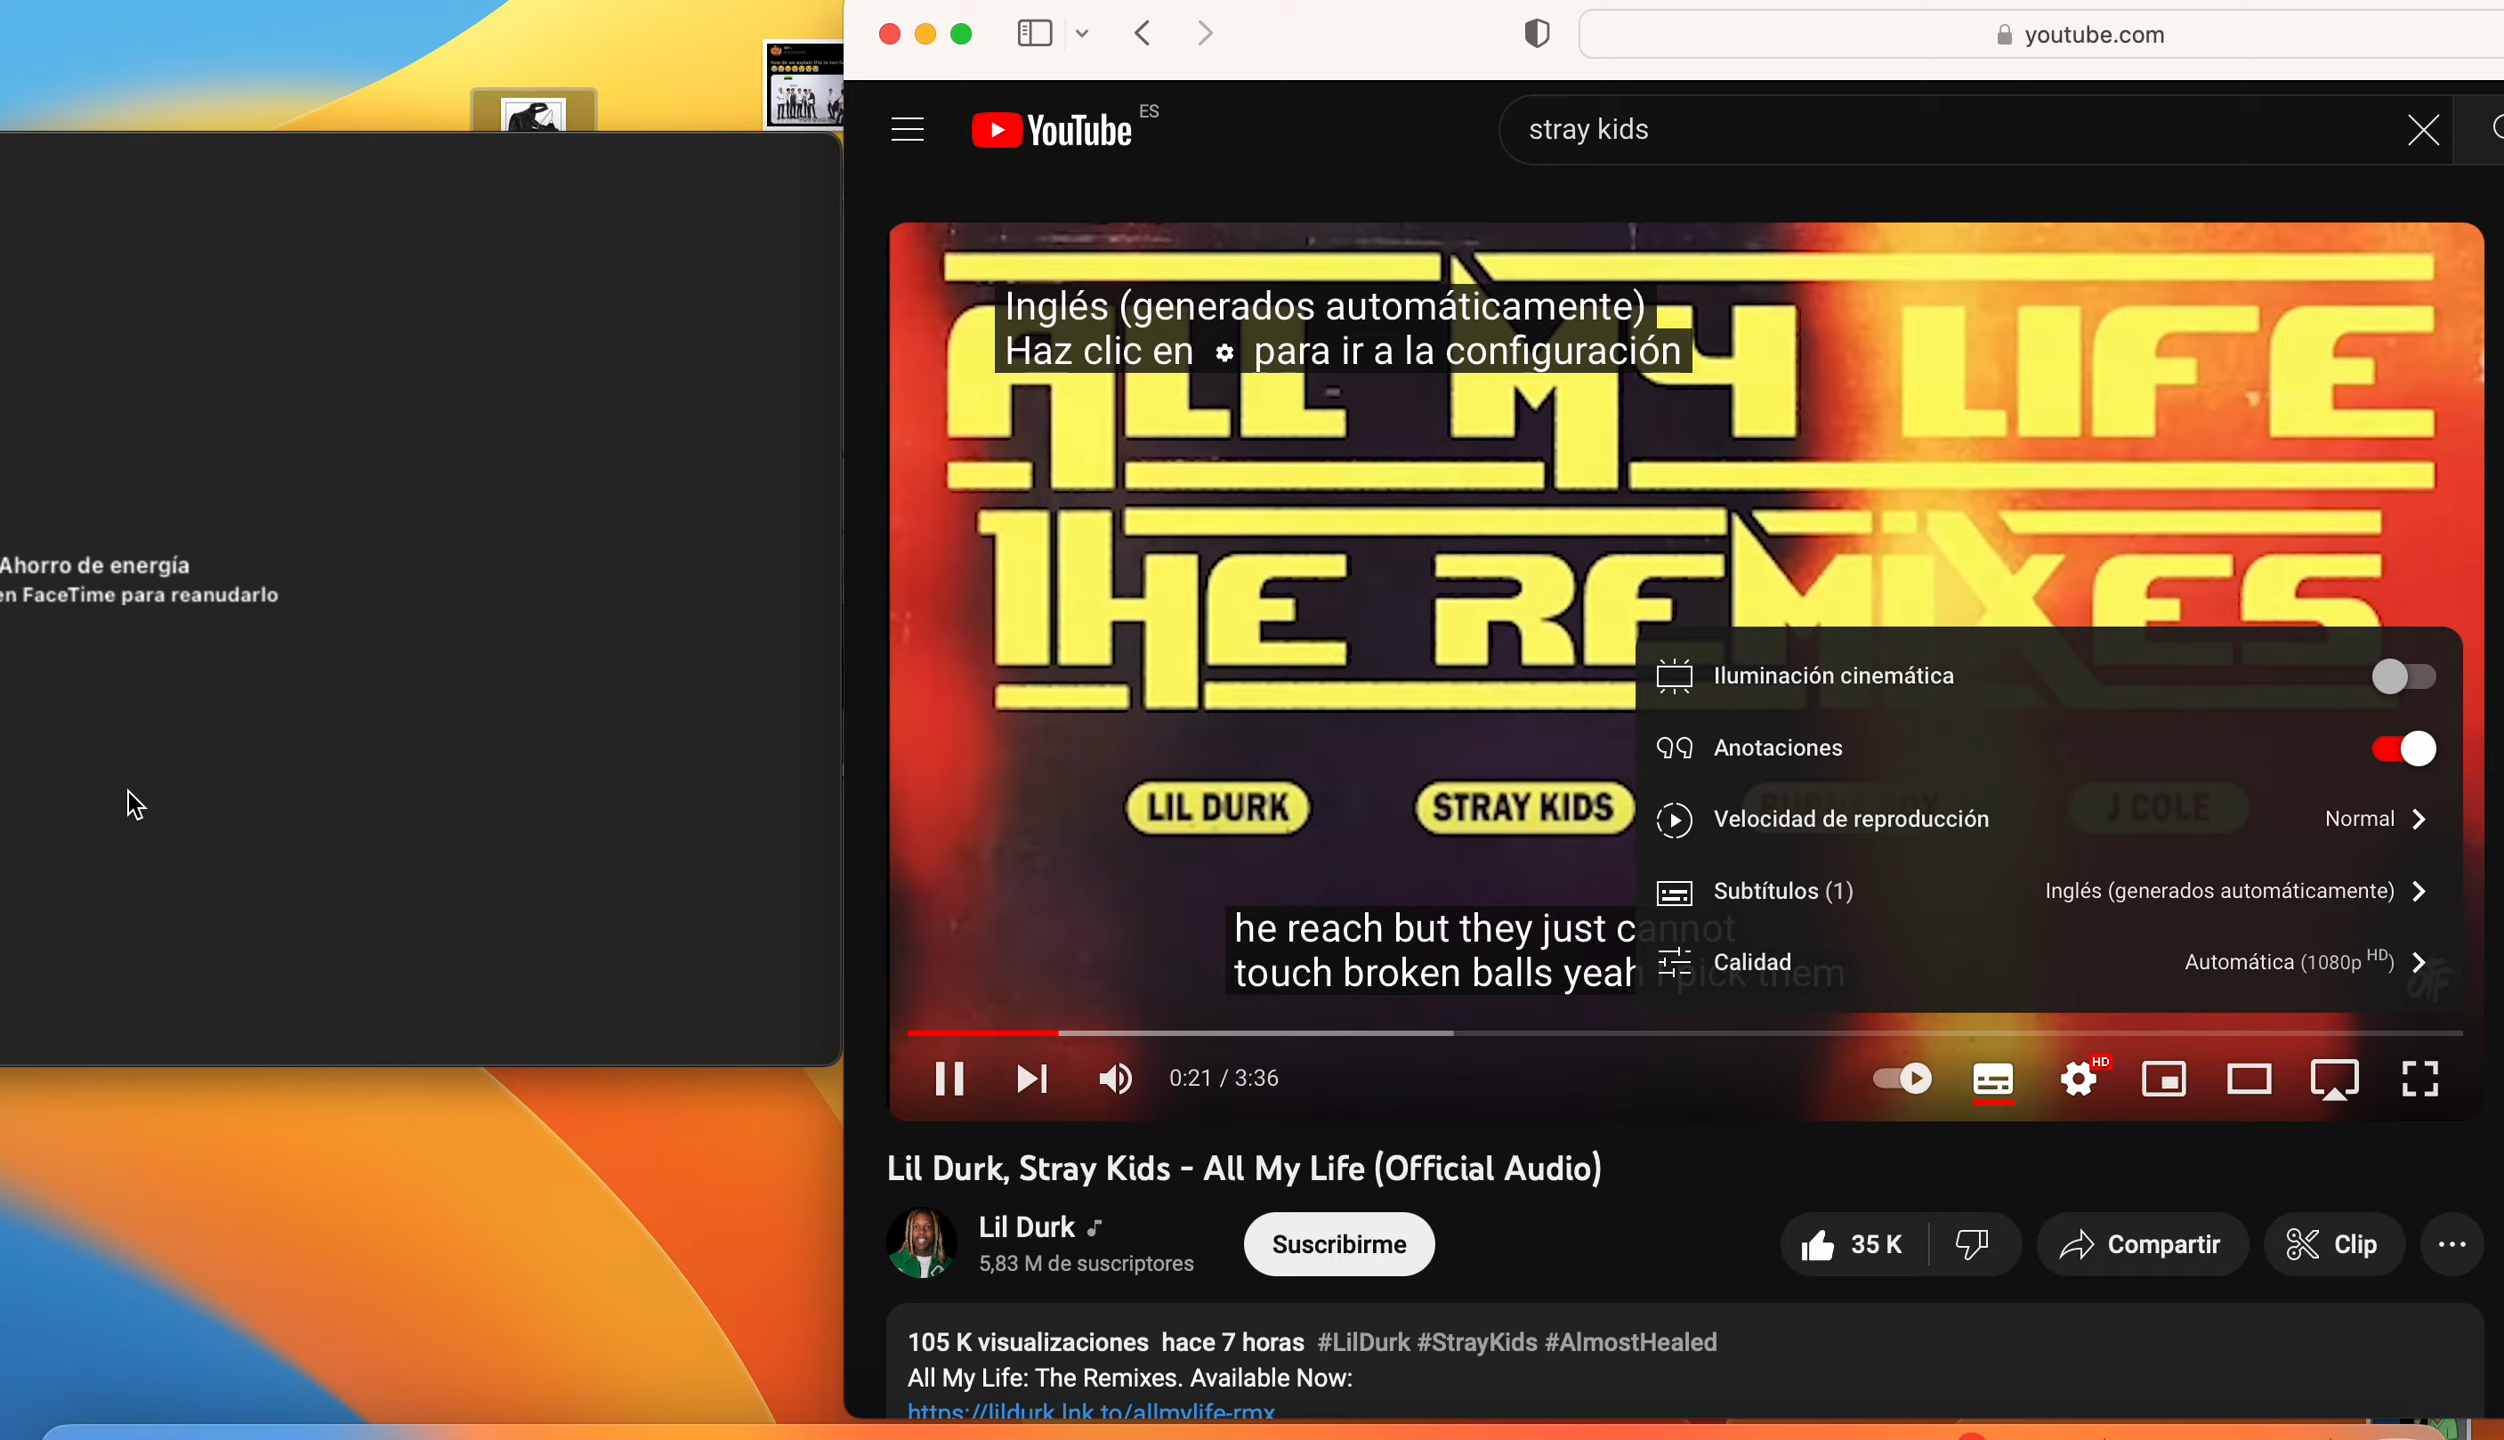 youtube.com
YouTube ES
stray kids
ALL MY LIFE
Inglés (generados automáticamente)
Haz clic en para ir a la configuración
THE REMIXES
Ahorro de energía
en FaceTime para reanudarlo
Iluminación cinemática
Anotaciones
LIL DURK
STRAY KIDS
J COLE
Velocidad de reproducción Normal
Subtítulos (1) Inglés (generados automáticamente)
he reach but they just cannot
touch broken balls yeah I pick them
Calidad Automática (1080p HD)
0:21 / 3:36
HD
Lil Durk, Stray Kids - All My Life (Official Audio)
Lil Durk
5,83 M de suscriptores
Suscribirme
35 K
Compartir
Clip
105 K visualizaciones hace 7 horas #LilDurk #StrayKids #AlmostHealed
All My Life: The Remixes. Available Now:
https://lildurk.lnk.to/allmylife-rmx